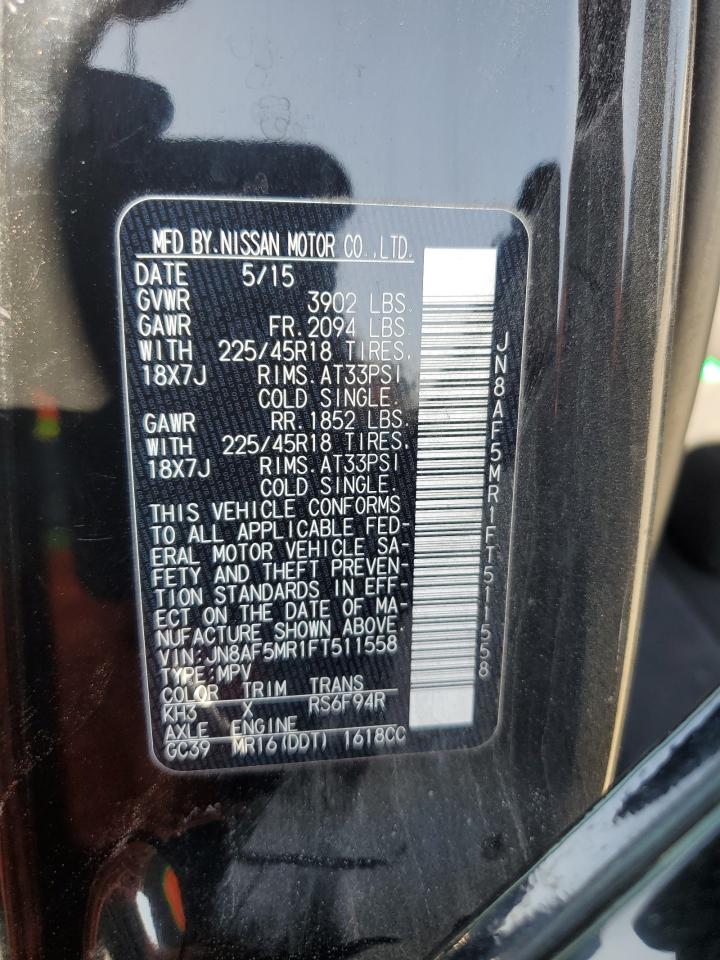 MFD BY.NISSAN MOTOR CO.,LTD.
DATE 5/15
GVWR 3902 LBS.
GAWR FR.2094 LBS.
WITH 225/45R18 TIRES,
18X7J RIMS.AT33PSI
COLD SINGLE.
GAWR RR.1852 LBS.
WITH 225/45R18 TIRES.
18X7J RIMS.AT33PSI
COLD SINGLE.
THIS VEHICLE CONFORMS
TO ALL APPLICABLE FED-
ERAL MOTOR VEHICLE SA-
FETY AND THEFT PREVEN-
TION STANDARDS IN EFF-
ECT ON THE DATE OF MA-
NUFACTURE SHOWN ABOVE.
VIN:JN8AF5MR1FT511558
TYPE:MPV
COLOR TRIM TRANS
KH3 X RS6F94R
AXLE ENGINE
GC39 MR16(DDT) 1618CC
JN8AF5MR1FT511558